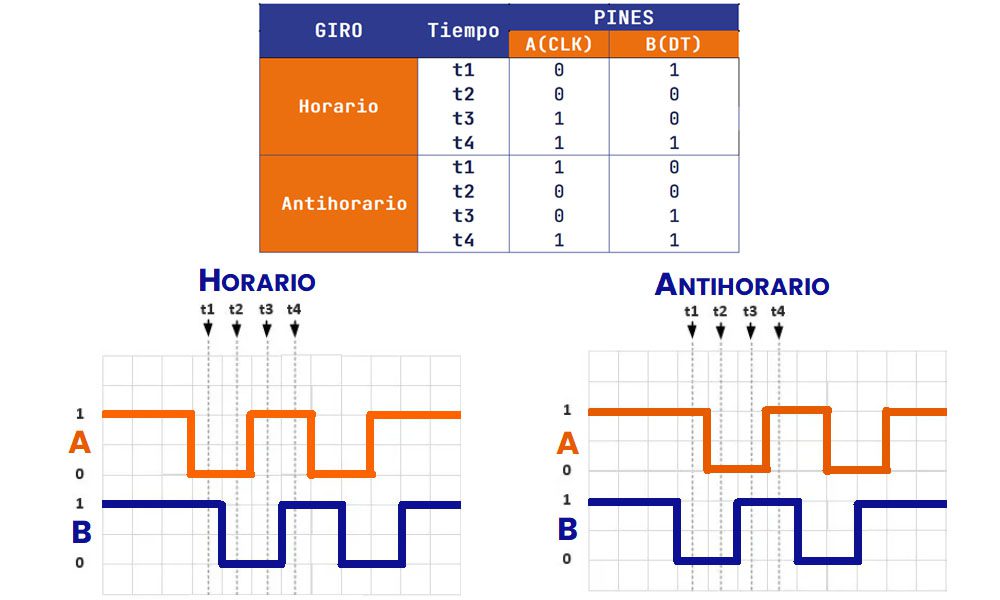 GIRO Tiempo PINES
A(CLK) B(DT)
Horario
t1 0 1
t2 0 0
t3 1 0
t4 1 1
Antihorario
t1 1 0
t2 0 0
t3 0 1
t4 1 1
HORARIO
t1 t2 t3 t4
1
A
0
1
B
0
ANTIHORARIO
t1 t2 t3 t4
1
A
0
1
B
0